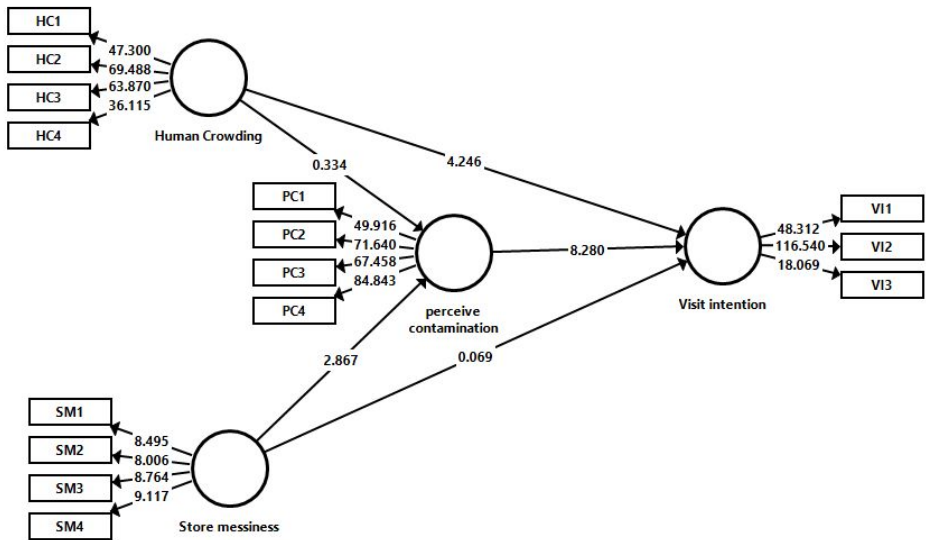 HC1
47.300
HC2
69.488
HC3
63.870
36.115
HC4
Human Crowding
4.246
0.334
PC1
49.916
PC2
71.640
PC3
67.458
84.843
PC4
perceive
contamination
8.280
VI1
48.312
VI2
116.540
18.069
VI3
Visit intention
2.867
0.069
SM1
8.495
SM2
8.006
SM3
8.764
9.117
SM4
Store messiness